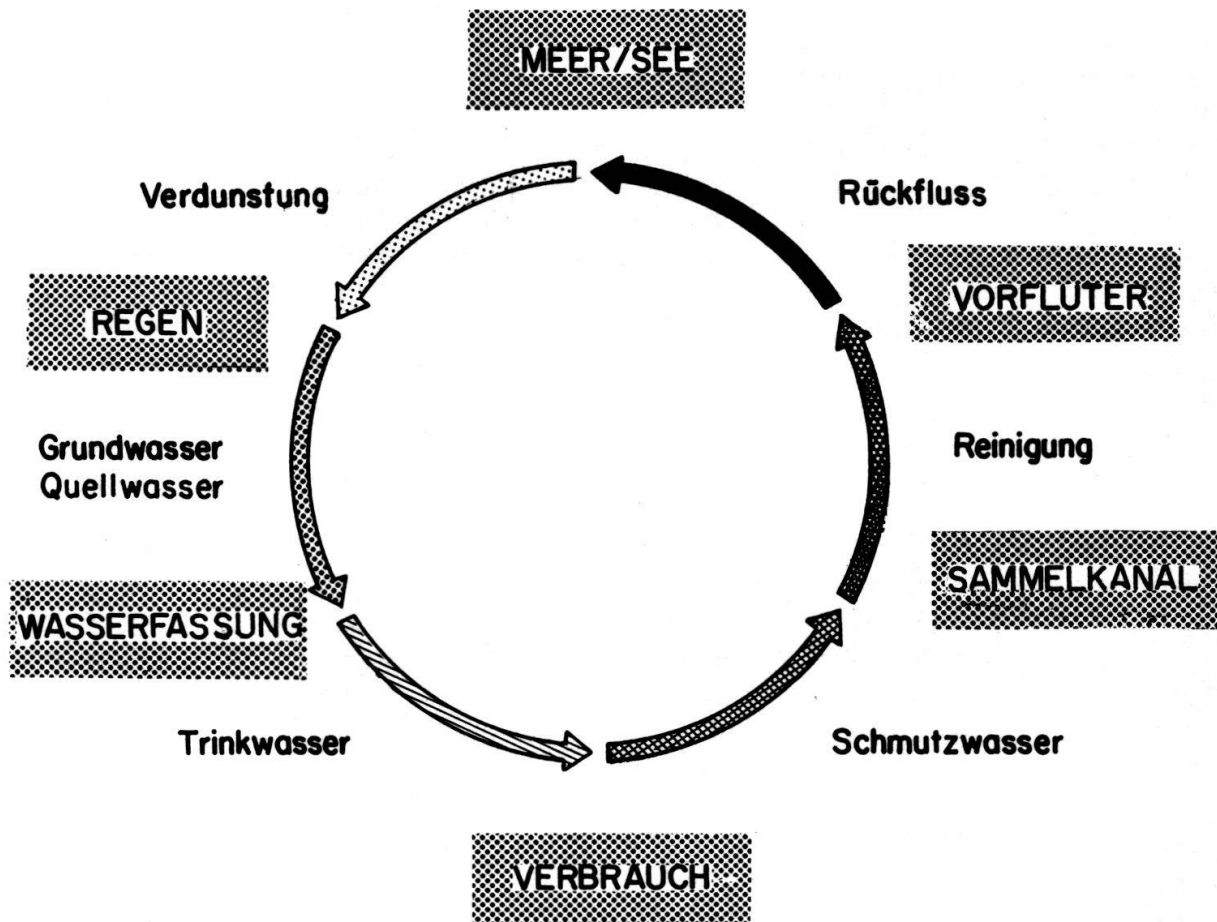 MEER/SEE
Verdunstung
Rückfluss
REGEN
VORFLUTER
Grundwasser
Quellwasser
Reinigung
WASSERFASSUNG
SAMMELKANAL
Trinkwasser
Schmutzwasser
VERBRAUCH